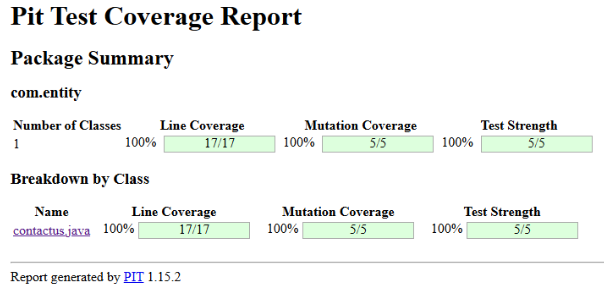 Pit Test Coverage Report
Package Summary
com.entity
Number of Classes Line Coverage Mutation Coverage Test Strength
1 100% 17/17 100% 5/5 100% 5/5
Breakdown by Class
Name Line Coverage Mutation Coverage Test Strength
contactus.java 100% 17/17 100% 5/5 100% 5/5
Report generated by PIT 1.15.2